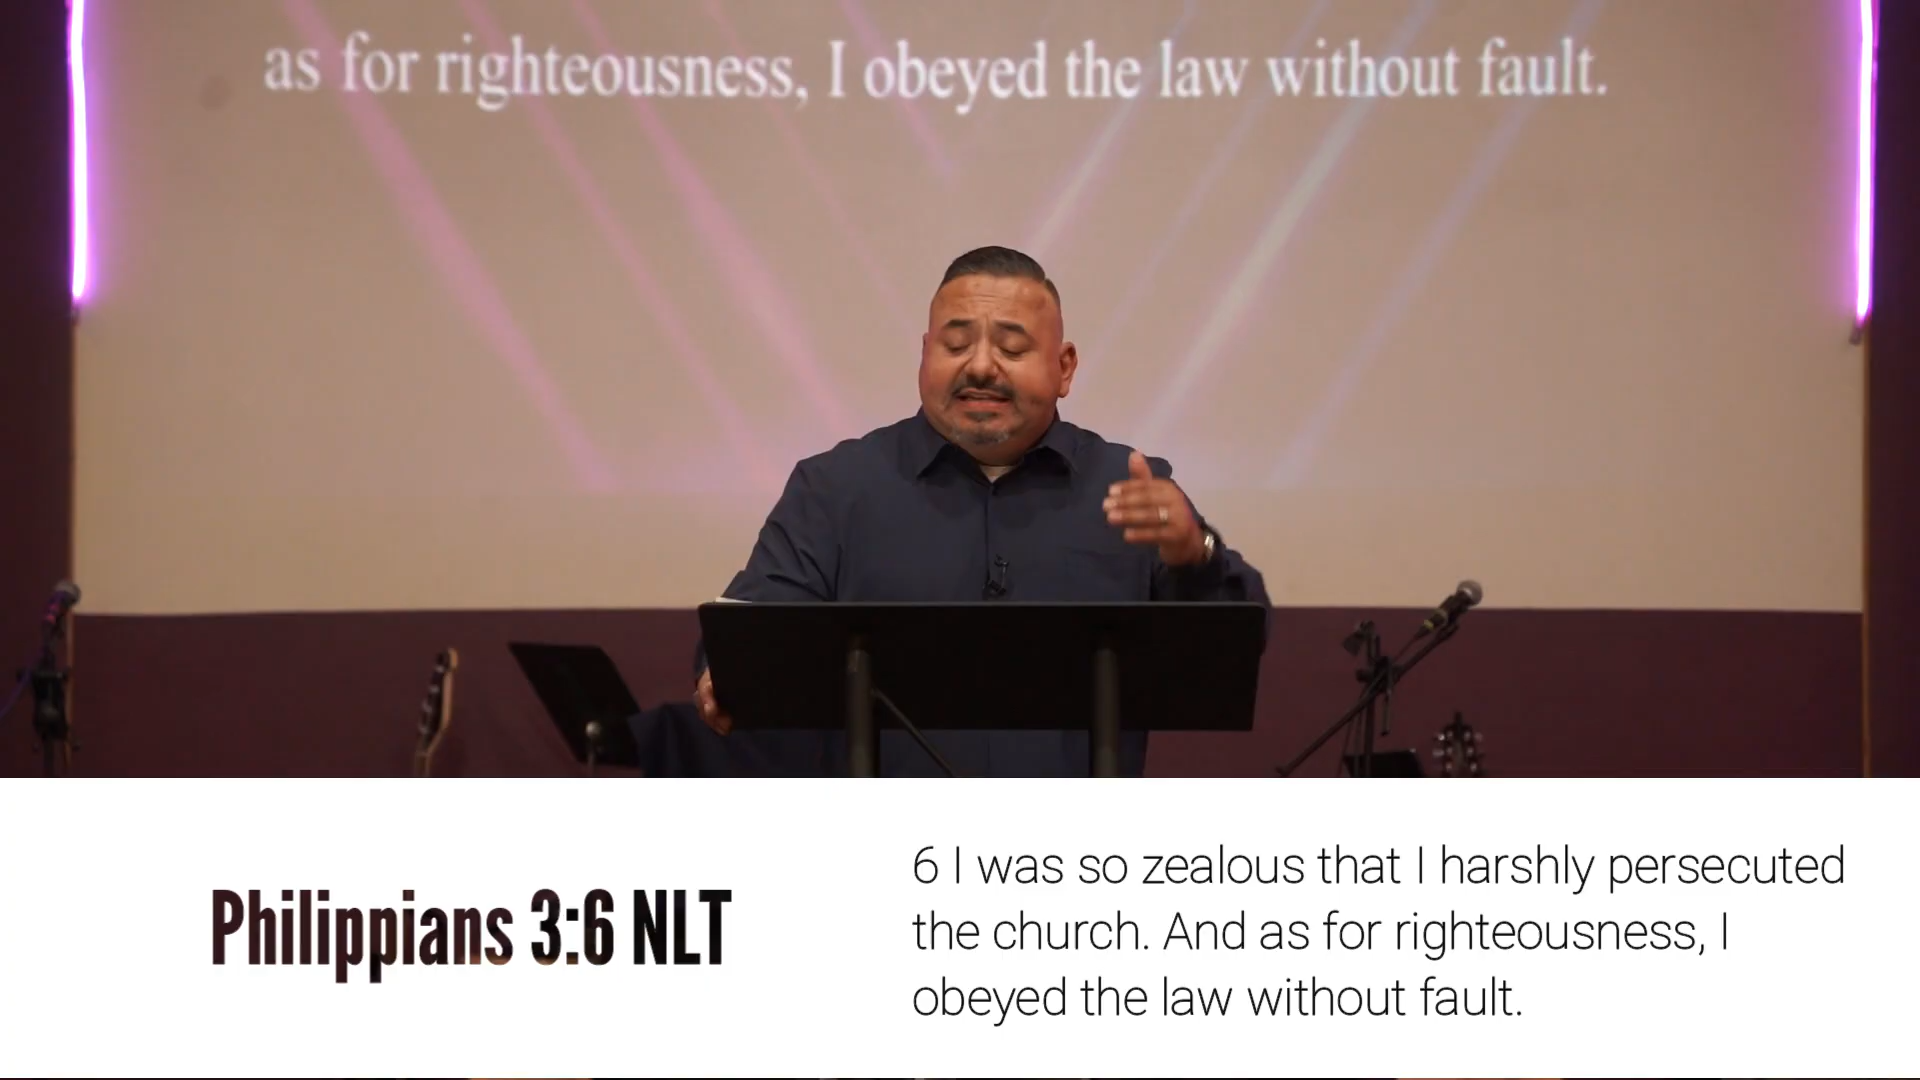 as for righteousness, I obeyed the law without fault.
Philippians 3:6 NLT
6 I was so zealous that I harshly persecuted
the church. And as for righteousness, I
obeyed the law without fault.